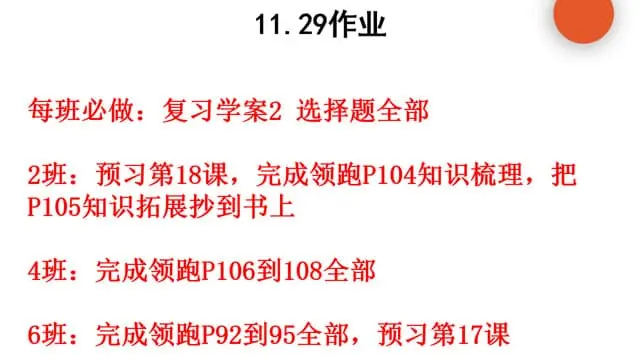 11.29作业
每班必做：复习学案2 选择题全部
2班：预习第18课，完成领跑P104知识梳理，把
P105知识拓展抄到书上
4班：完成领跑P106到108全部
6班：完成领跑P92到95全部，预习第17课